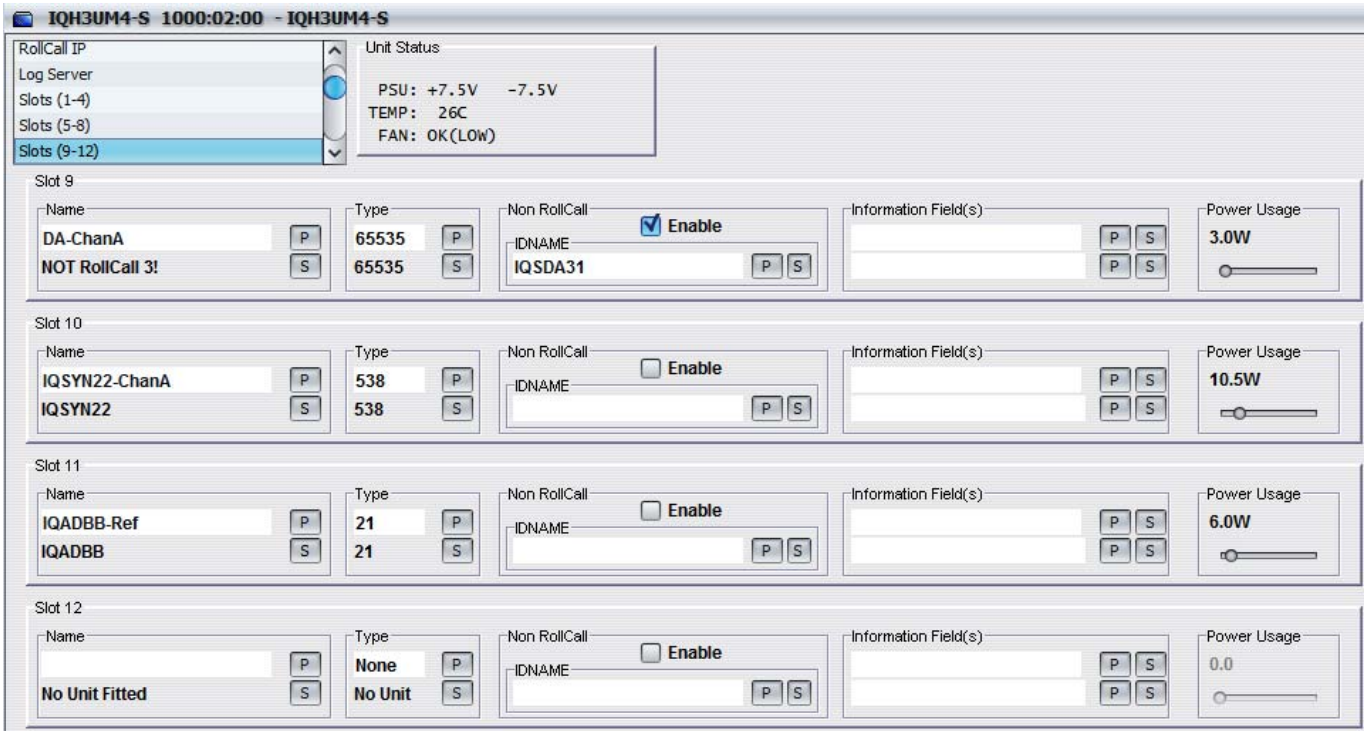 IQH3UM4-S 1000:02:00 - IQH3UM4-S
RollCall IP
Log Server
Slots (1-4)
Slots (5-8)
Slots (9-12)
Unit Status
PSU: +7.5V -7.5V
TEMP: 26C
FAN: OK(LOW)
Slot 9
Name Type Non RollCall Information Field(s) Power Usage
Enable
DA-ChanA P 65535 P P S 3.0W
IDNAME
NOT RollCall 3! S 65535 S IQSDA31 P S P S
Slot 10
Name Type Non RollCall Information Field(s) Power Usage
Enable
IQSYN22-ChanA P 538 P P S 10.5W
IDNAME
IQSYN22 S 538 S P S P S
Slot 11
Name Type Non RollCall Information Field(s) Power Usage
Enable
IQADBB-Ref P 21 P P S 6.0W
IDNAME
IQADBB S 21 S P S P S
Slot 12
Name Type Non RollCall Information Field(s) Power Usage
Enable
P None P P S 0.0
IDNAME
No Unit Fitted S No Unit S P S P S